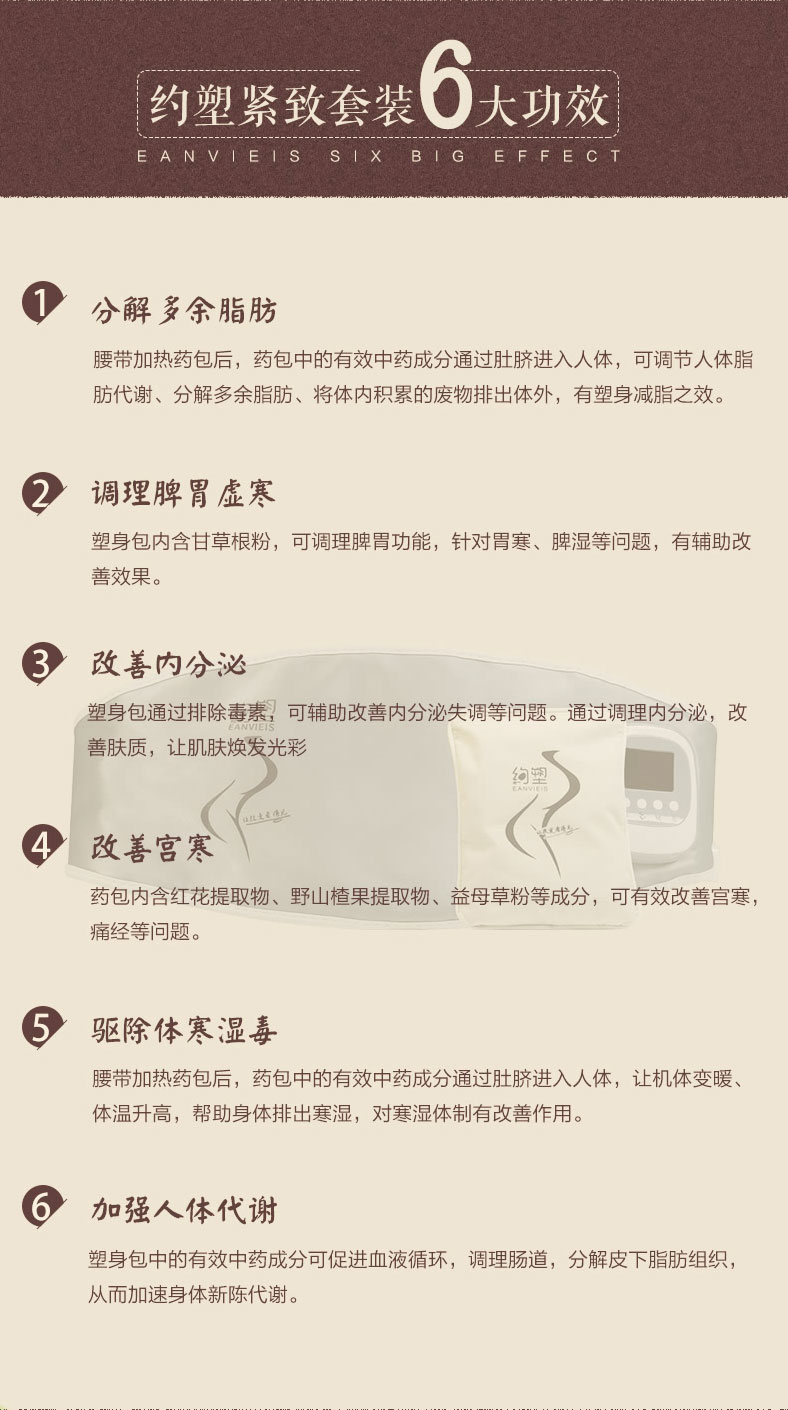 约塑紧致套装6大功效
EANVIEIS SIX BIG EFFECT
1 分解多余脂肪
腰带加热药包后，药包中的有效中药成分通过肚脐进入人体，可调节人体脂
肪代谢、分解多余脂肪、将体内积累的废物排出体外，有塑身减脂之效。
2 调理脾胃虚寒
塑身包内含甘草根粉，可调理脾胃功能，针对胃寒、脾湿等问题，有辅助改
善效果。
3 改善内分泌
塑身包通过排除毒素，可辅助改善内分泌失调等问题。通过调理内分泌，改
善肤质，让肌肤焕发光彩
EANVIEIS
绚塑
EANVIEIS
4 改善宫寒
药包内含红花提取物、野山楂果提取物、益母草粉等成分，可有效改善宫寒，
痛经等问题。
5 驱除体寒湿毒
腰带加热药包后，药包中的有效中药成分通过肚脐进入人体，让机体变暖、
体温升高，帮助身体排出寒湿，对寒湿体制有改善作用。
6 加强人体代谢
塑身包中的有效中药成分可促进血液循环，调理肠道，分解皮下脂肪组织，
从而加速身体新陈代谢。